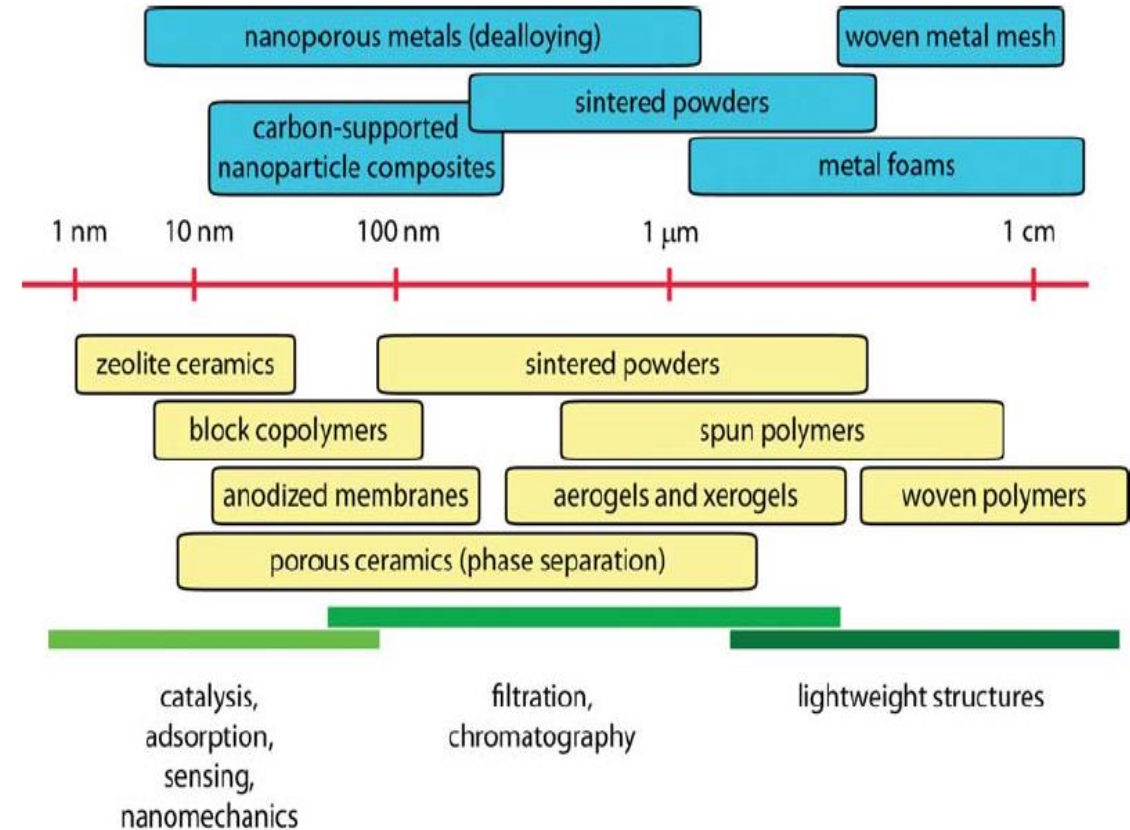 nanoporous metals (dealloying)
woven metal mesh
sintered powders
carbon-supported
nanoparticle composites
metal foams
1 nm
10 nm
100 nm
1 μm
1 cm
zeolite ceramics
sintered powders
block copolymers
spun polymers
anodized membranes
aerogels and xerogels
woven polymers
porous ceramics (phase separation)
catalysis,
adsorption,
sensing,
nanomechanics
filtration,
chromatography
lightweight structures